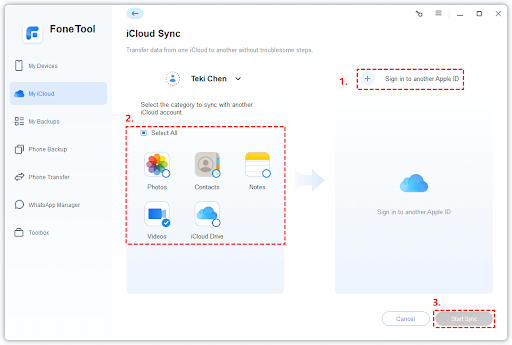 FoneTool
My Devices
My iCloud
My Backups
Phone Backup
Phone Transfer
WhatsApp Manager
Toolbox
iCloud Sync
Transfer data from one iCloud to another without troublesome steps.
Teki Chen
Select the category to sync with another
iCloud account.
2.
Select All
Photos
Contacts
Notes
Videos
iCloud Drive
1.
Sign in to another Apple ID
Sign in to another Apple ID
3.
Cancel
Start Sync